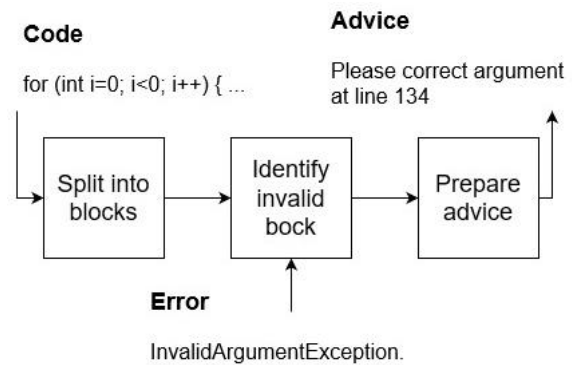 Code
for (int i=0; i<0; i++) { ...
Advice
Please correct argument
at line 134
Split into
blocks
Identify
invalid
bock
Prepare
advice
Error
InvalidArgumentException.